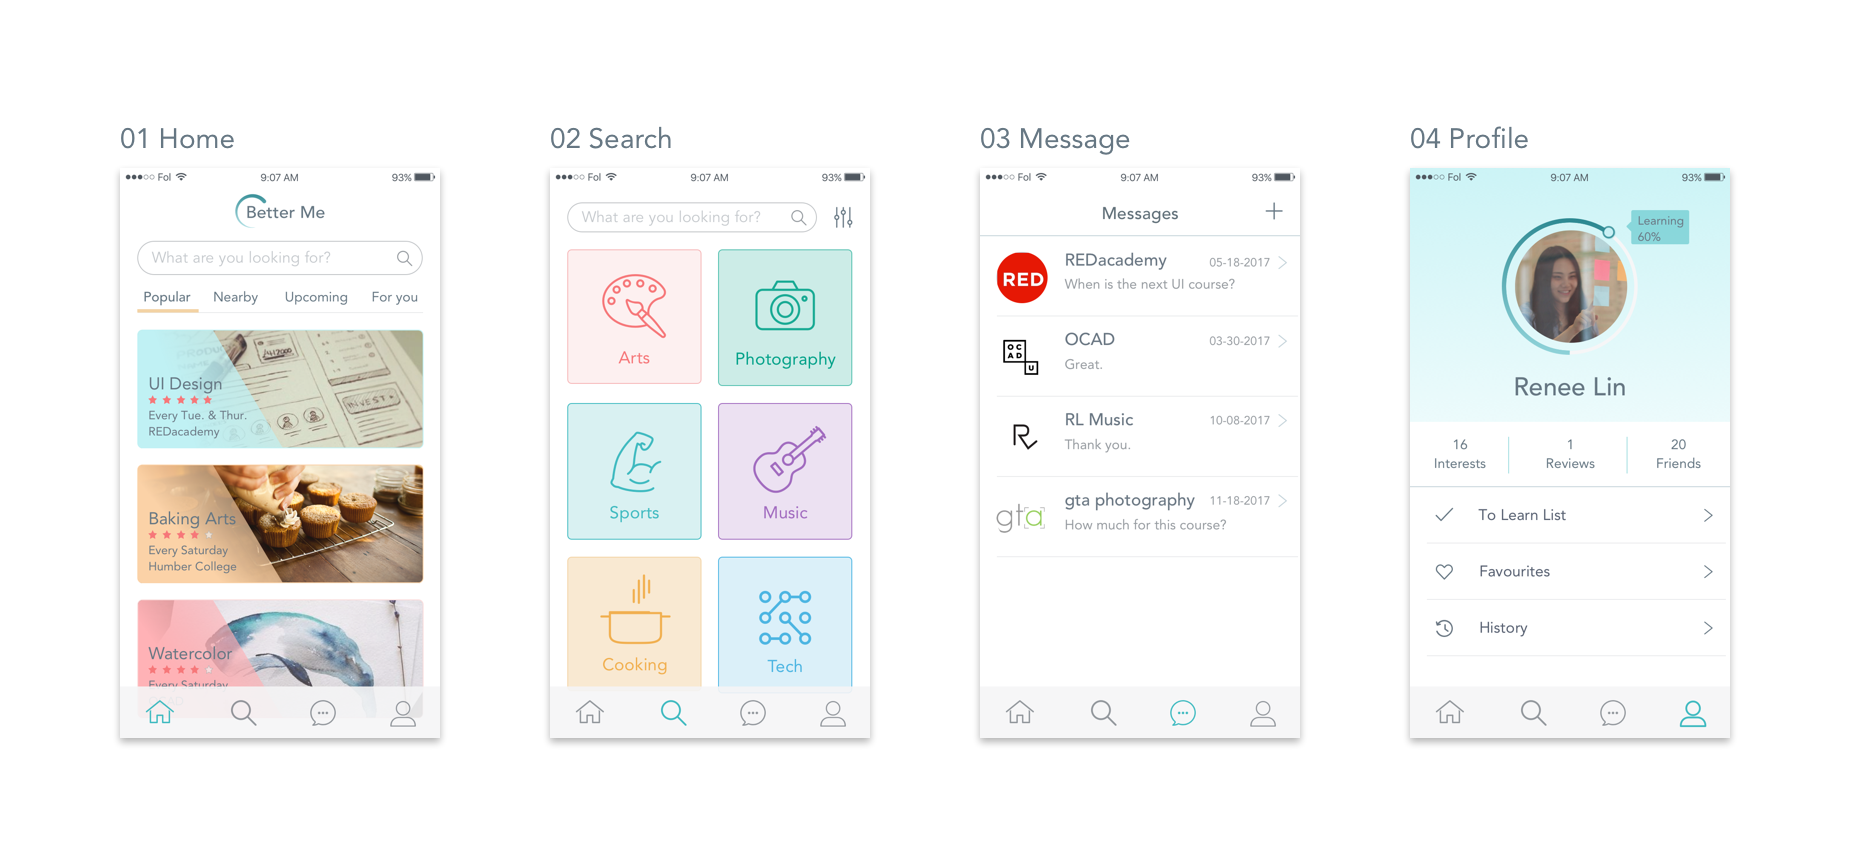 01 Home
Fol 9:07 AM 93%
Better Me
What are you looking for?
Popular Nearby Upcoming For you
UI Design
Every Tue. & Thur.
REDacademy
INVEST
Baking Arts
Every Saturday
Humber College
Watercolor
Every Saturday
02 Search
Fol 9:07 AM 93%
What are you looking for?
Arts
Photography
Sports
Music
Cooking
Tech
03 Message
Fol 9:07 AM 93%
Messages
RED
REDacademy 05-18-2017
When is the next UI course?
OC
AD
U
OCAD 03-30-2017
Great.
R
RL Music 10-08-2017
Thank you.
gta
gta photography 11-18-2017
How much for this course?
04 Profile
Fol 9:07 AM 93%
Learning
60%
Renee Lin
16 1 20
Interests Reviews Friends
To Learn List
Favourites
History